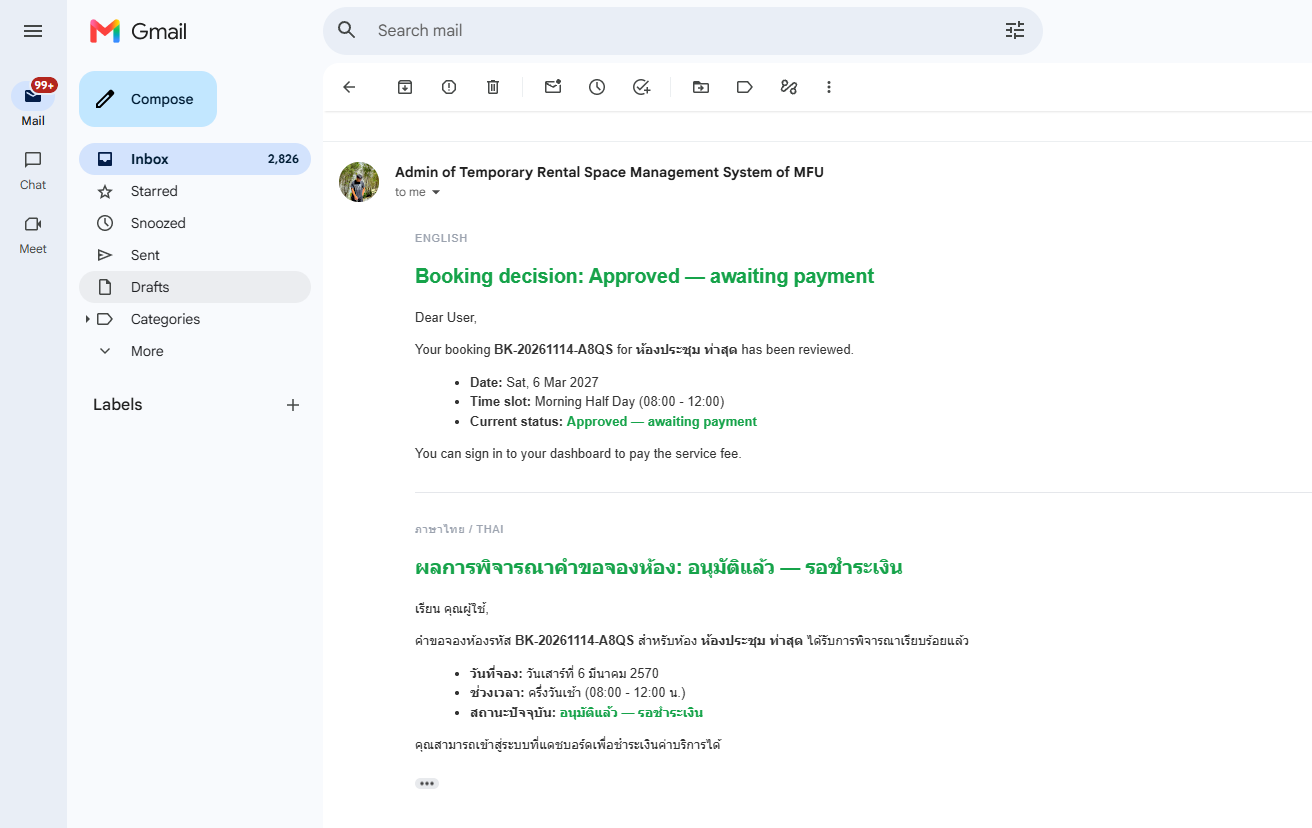 Gmail
Search mail
99+
Mail
Chat
Meet
Compose
Inbox 2,826
Starred
Snoozed
Sent
Drafts
Categories
More
Labels
Admin of Temporary Rental Space Management System of MFU
to me
ENGLISH
Booking decision: Approved — awaiting payment
Dear User,
Your booking BK-20261114-A8QS for ห้องประชุม ท่าสุด has been reviewed.
Date: Sat, 6 Mar 2027
Time slot: Morning Half Day (08:00 - 12:00)
Current status: Approved — awaiting payment
You can sign in to your dashboard to pay the service fee.
ภาษาไทย / THAI
ผลการพิจารณาคำขอจองห้อง: อนุมัติแล้ว — รอชำระเงิน
เรียน คุณผู้ใช้,
คำขอจองห้องรหัส BK-20261114-A8QS สำหรับห้อง ห้องประชุม ท่าสุด ได้รับการพิจารณาเรียบร้อยแล้ว
วันที่จอง: วันเสาร์ที่ 6 มีนาคม 2570
ช่วงเวลา: ครึ่งวันเช้า (08:00 - 12:00 น.)
สถานะปัจจุบัน: อนุมัติแล้ว — รอชำระเงิน
คุณสามารถเข้าสู่ระบบที่แดชบอร์ดเพื่อชำระเงินค่าบริการได้